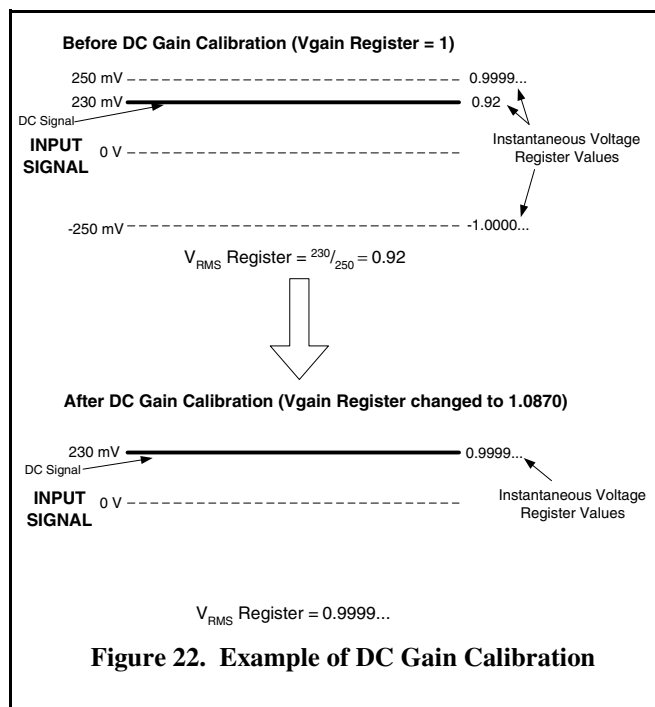 Before DC Gain Calibration (Vgain Register = 1)
250 mV 0.9999...
230 mV 0.92
DC Signal
INPUT SIGNAL
0 V
Instantaneous Voltage
Register Values
-250 mV -1.0000...
VRMS Register = 230/250 = 0.92
After DC Gain Calibration (Vgain Register changed to 1.0870)
230 mV 0.9999...
DC Signal
INPUT SIGNAL
0 V
Instantaneous Voltage
Register Values
VRMS Register = 0.9999...
Figure 22. Example of DC Gain Calibration